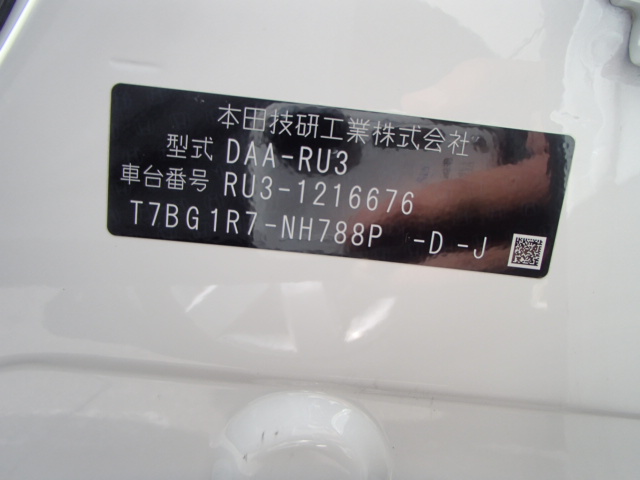 本田技研工業株式会社
型式 DAA-RU3
車台番号 RU3-1216676
T7BG1R7-NH788P -D-J